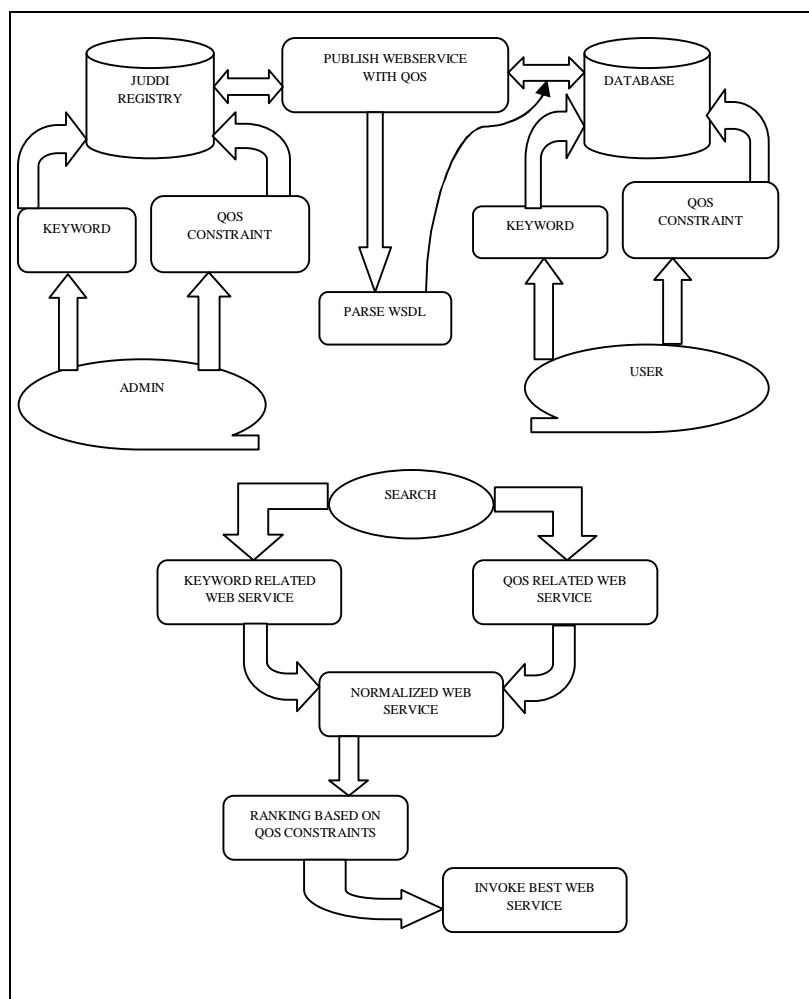 JUDDI
REGISTRY
PUBLISH WEBSERVICE
WITH QOS
DATABASE
KEYWORD
QOS
CONSTRAINT
KEYWORD
QOS
CONSTRAINT
PARSE WSDL
ADMIN
USER
SEARCH
KEYWORD RELATED
WEB SERVICE
QOS RELATED WEB
SERVICE
NORMALIZED WEB
SERVICE
RANKING BASED ON
QOS CONSTRAINTS
INVOKE BEST WEB
SERVICE